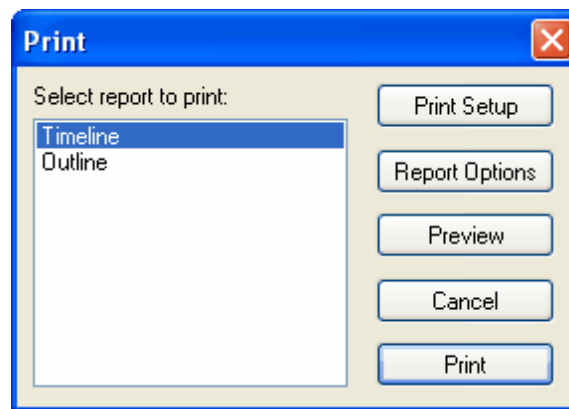 Print
Select report to print:
Timeline
Outline
Print Setup
Report Options
Preview
Cancel
Print